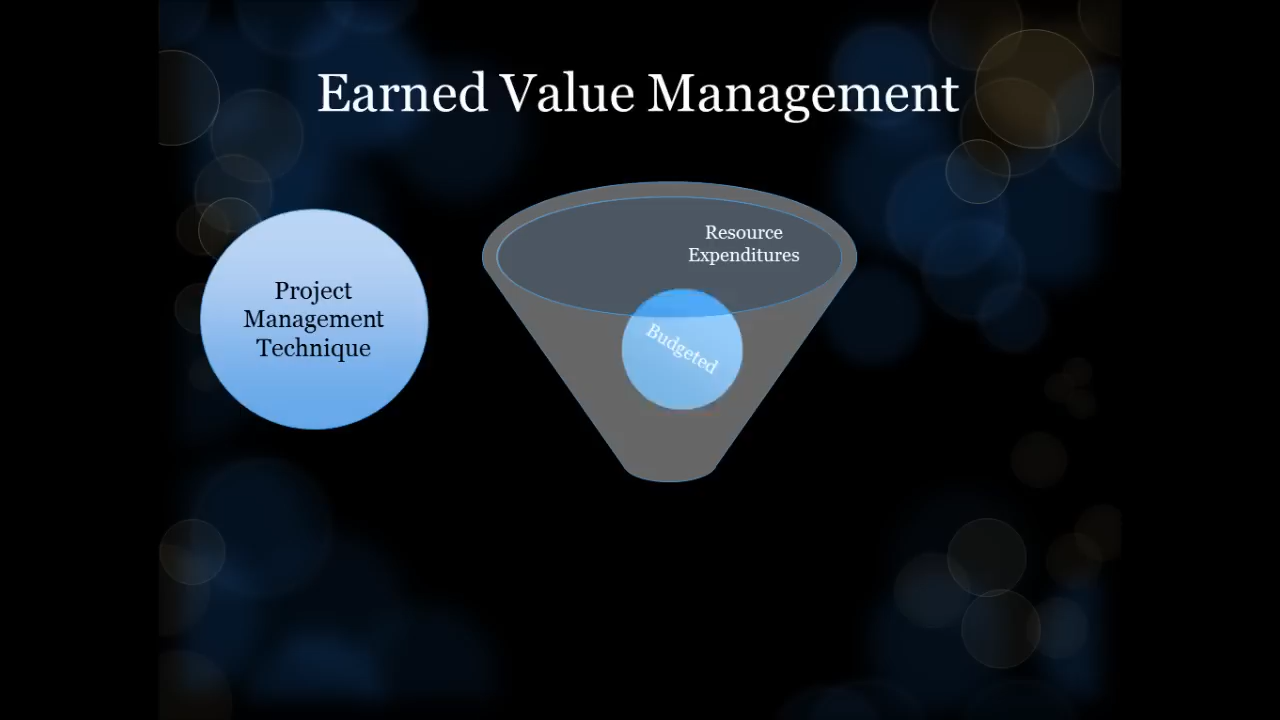 Earned Value Management
Project
Management
Technique
Resource
Expenditures
Budgeted